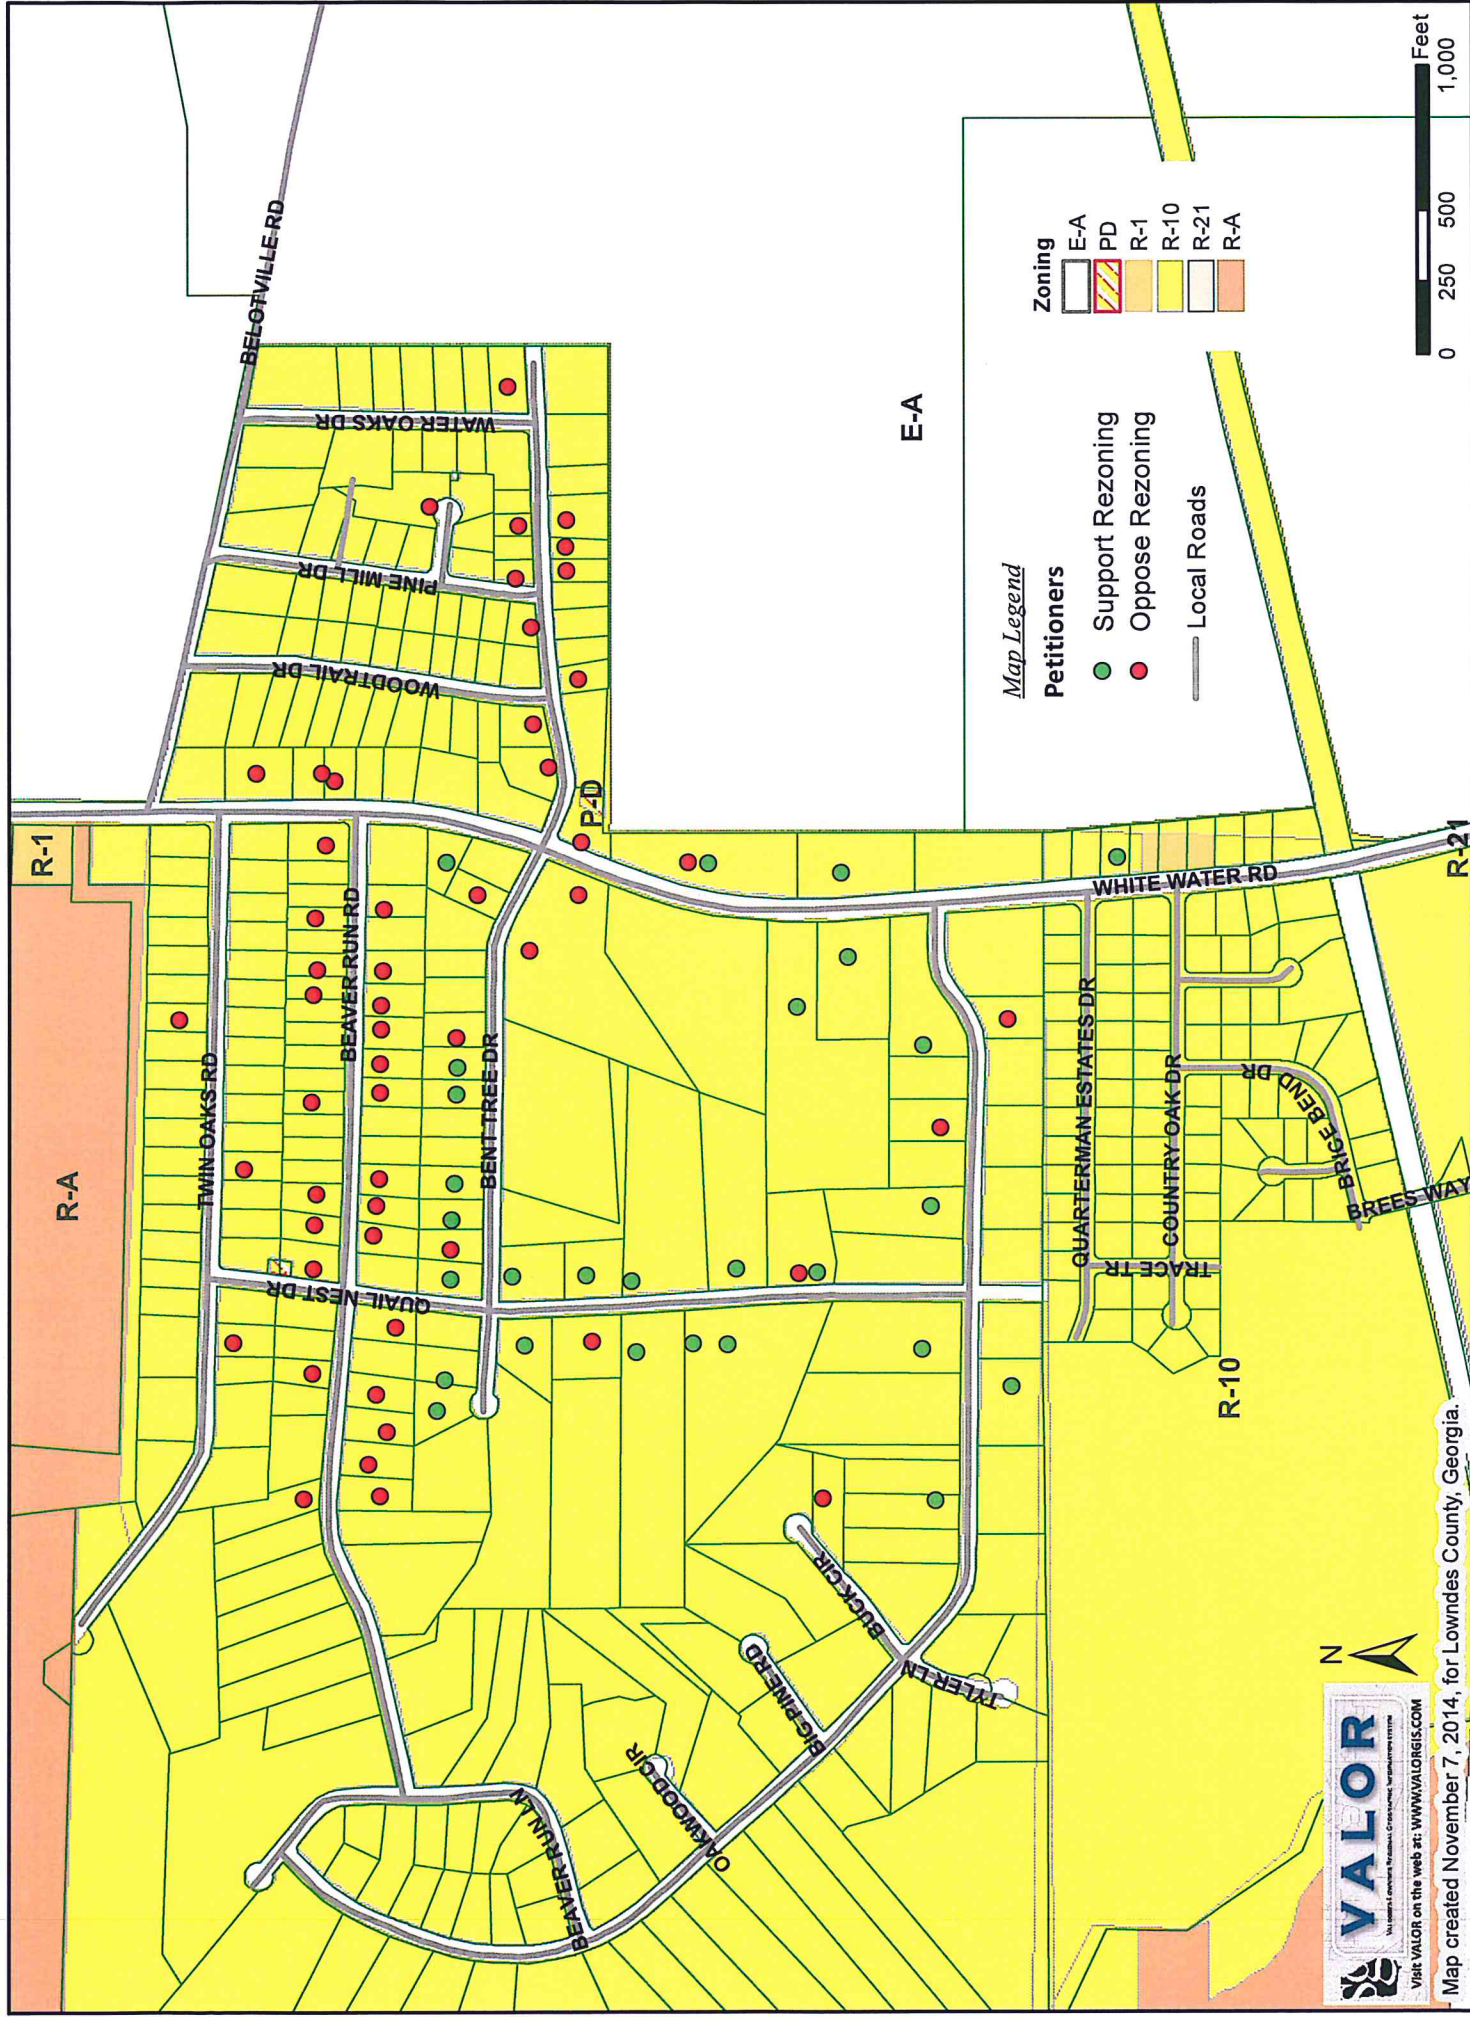 R-1
R-A
BELOTVILLE RD
WATER OAKS DR
PINE MILL DR
WOODTRAIL DR
P-D
TWIN OAKS RD
BEAVER RUN RD
BENT TREE DR
QUAIL NEST DR
E-A
WHITE WATER RD
R-21
QUARTERMAN ESTATES DR
COUNTRY OAK DR
BRICE BEND DR
BREES WAY
TRACE TR
R-10
BUCK CIR
TYLER LN
BIG PINE RD
OAKWOOD CIR
BEAVER RUN LN
Map Legend
Petitioners
Support Rezoning
Oppose Rezoning
Local Roads
Zoning
E-A
PD
R-1
R-10
R-21
R-A
0 250 500 1,000
Feet
N
VALOR
Visit VALOR on the web at: WWW.VALORGIS.COM
Map created November 7, 2014, for Lowndes County, Georgia.